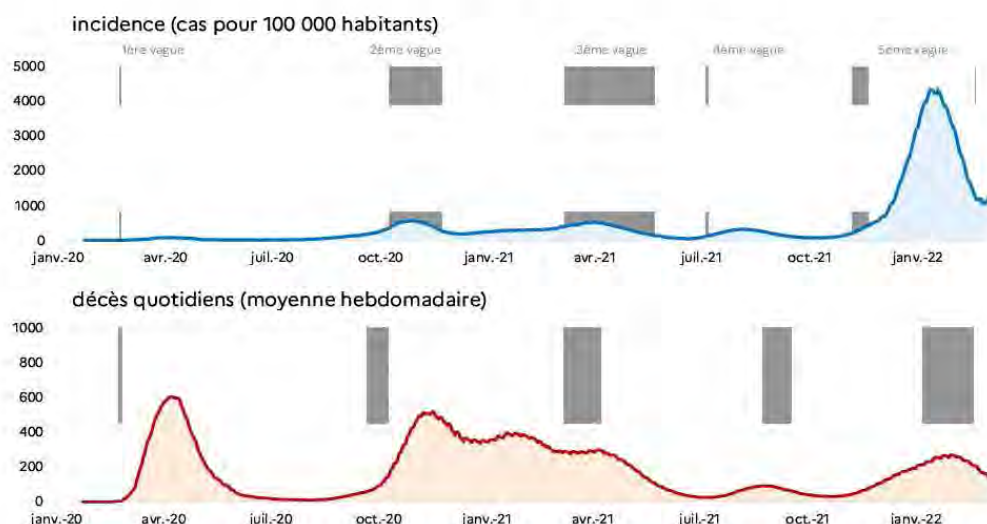 incidence (cas pour 100 000 habitants)
1ère vague 2ème vague 3ème vague 4ème vague 5ème vague
5000
4000
3000
2000
1000
0
janv.-20 avr.-20 juil.-20 oct.-20 janv.-21 avr.-21 juil.-21 oct.-21 janv.-22
décès quotidiens (moyenne hebdomadaire)
1000
800
600
400
200
0
janv.-20 avr.-20 juil.-20 oct.-20 janv.-21 avr.-21 juil.-21 oct.-21 janv.-22